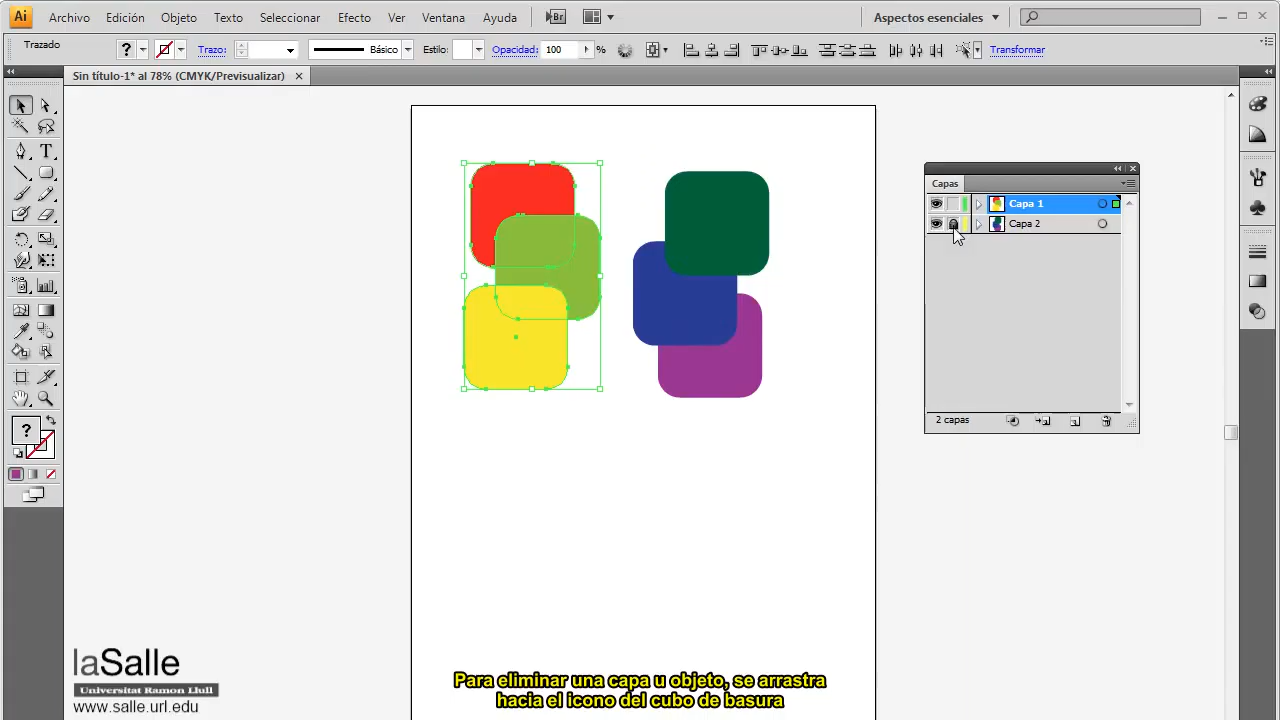 Ai
Archivo Edición Objeto Texto Seleccionar Efecto Ver Ventana Ayuda
Br
Aspectos esenciales
Trazado
?
Trazo:
Básico
Estilo:
Opacidad: 100 %
Transformar
Sin título-1* al 78% (CMYK/Previsualizar)
T
?
Capas
Capa 1
Capa 2
2 capas
laSalle
Universitat Ramon Llull
www.salle.url.edu
Para eliminar una capa u objeto, se arrastra
hacia el icono del cubo de basura